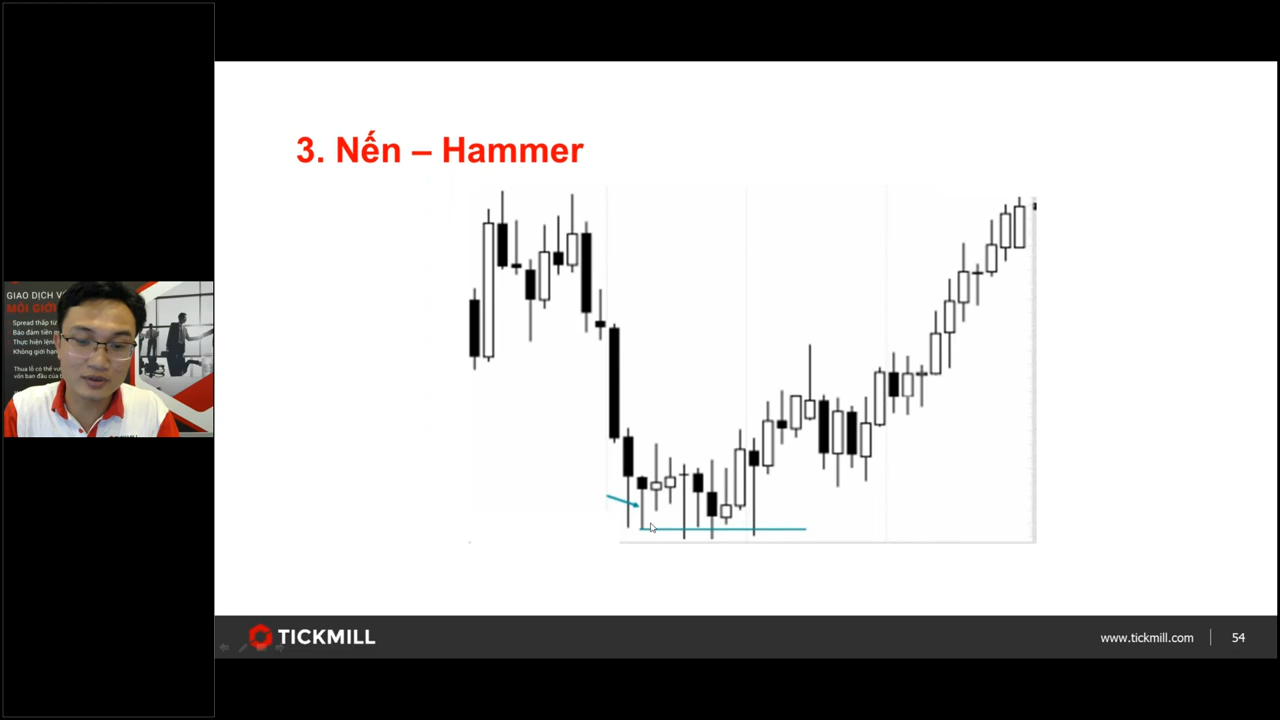 3. Nến – Hammer
GIAO DỊCH V
MÔI GIỚI
Spread thấp từ
Bảo đảm tiền
Thực hiện lệnh
Không giới hạn
Thua lỗ có thể
vốn ban đầu của
TICKMILL
TICKMILL
www.tickmill.com
54